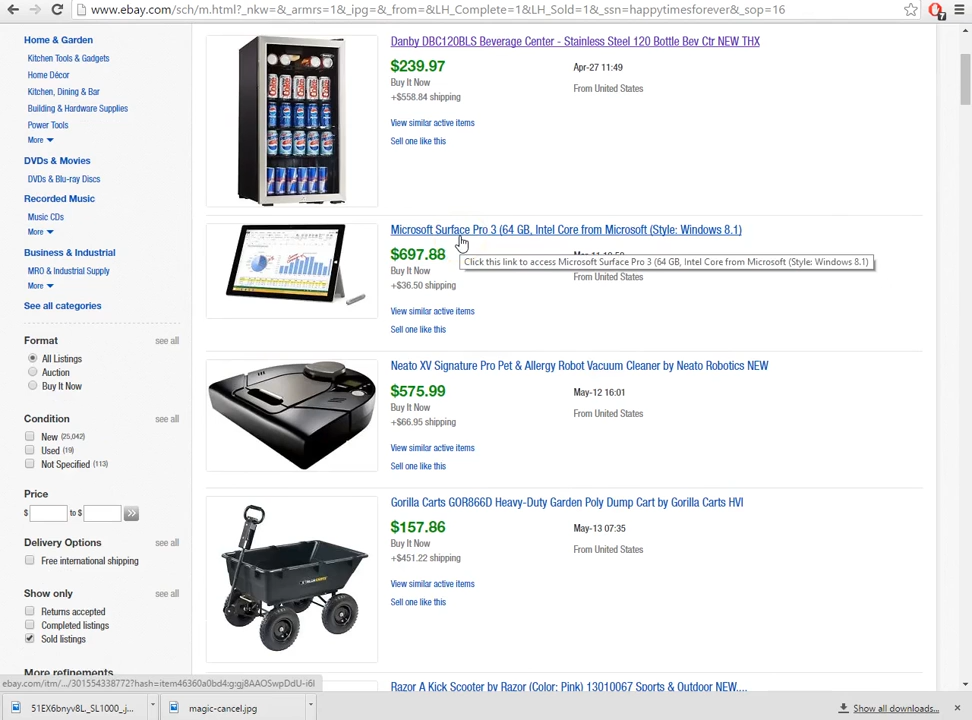 www.ebay.com/sch/m.html?_nkw=&_armrs=1&_ipg=&_from=&LH_Complete=1&LH_Sold=1&_ssn=happytimesforever&_sop=16
Home & Garden
Kitchen Tools & Gadgets
Home Décor
Kitchen, Dining & Bar
Building & Hardware Supplies
Power Tools
More
DVDs & Movies
DVDs & Blu-ray Discs
Recorded Music
Music CDs
More
Business & Industrial
MRO & Industrial Supply
More
See all categories
Format see all
All Listings
Auction
Buy It Now
Condition see all
New (25,042)
Used (19)
Not Specified (113)
Price
$ to $
Delivery Options see all
Free international shipping
Show only see all
Returns accepted
Completed listings
Sold listings
More refinements
Danby DBC120BLS Beverage Center - Stainless Steel 120 Bottle Bev Ctr NEW THX
$239.97 Apr-27 11:49
Buy It Now From United States
+$558.84 shipping
View similar active items
Sell one like this
Microsoft Surface Pro 3 (64 GB, Intel Core from Microsoft (Style: Windows 8.1)
$697.88
Click this link to access Microsoft Surface Pro 3 (64 GB, Intel Core from Microsoft (Style: Windows 8.1)
Buy It Now From United States
+$36.50 shipping
View similar active items
Sell one like this
Neato XV Signature Pro Pet & Allergy Robot Vacuum Cleaner by Neato Robotics NEW
$575.99 May-12 16:01
Buy It Now From United States
+$66.95 shipping
View similar active items
Sell one like this
Gorilla Carts GOR866D Heavy-Duty Garden Poly Dump Cart by Gorilla Carts HVI
$157.86 May-13 07:35
Buy It Now From United States
+$451.22 shipping
View similar active items
Sell one like this
Razor A Kick Scooter by Razor (Color: Pink) 13010067 Sports & Outdoor NEW....
ebay.com/itm/.../301554338772?hash=item46360a0bd4:g:gj8AAOSwpDdU-i6l
51EX6bnyv8L._SL1000_.j...
magic-cancel.jpg
Show all downloads...